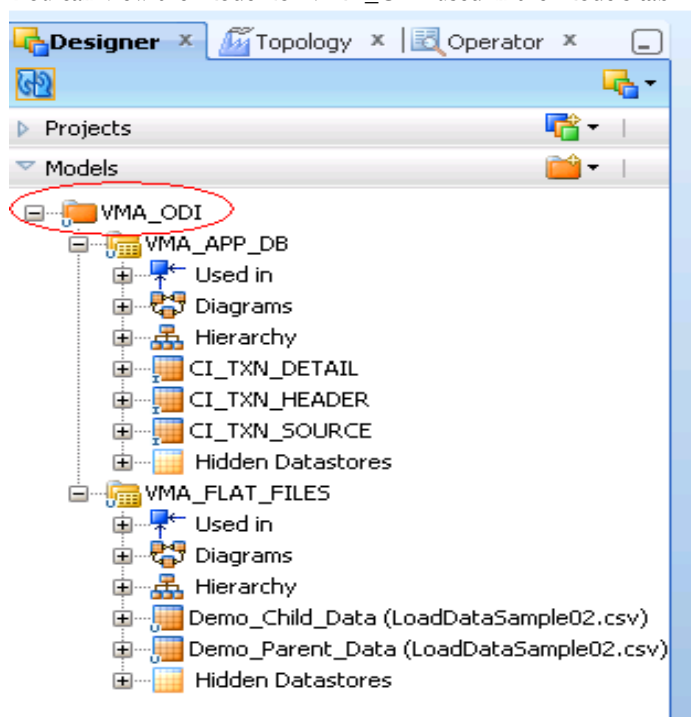 Designer Topology Operator
Projects
Models
VMA_ODI
VMA_APP_DB
Used in
Diagrams
Hierarchy
CI_TXN_DETAIL
CI_TXN_HEADER
CI_TXN_SOURCE
Hidden Datastores
VMA_FLAT_FILES
Used in
Diagrams
Hierarchy
Demo_Child_Data (LoadDataSample02.csv)
Demo_Parent_Data (LoadDataSample02.csv)
Hidden Datastores